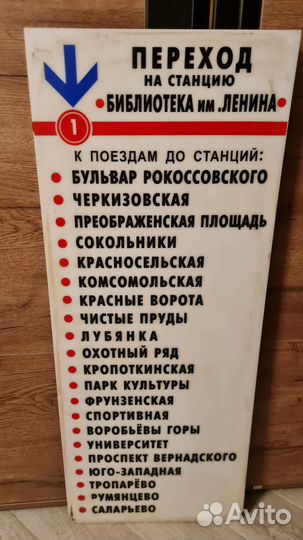 ПЕРЕХОД
НА СТАНЦИЮ
•БИБЛИОТЕКА им.ЛЕНИНА•
1
К ПОЕЗДАМ ДО СТАНЦИЙ:
• БУЛЬВАР РОКОССОВСКОГО
• ЧЕРКИЗОВСКАЯ
• ПРЕОБРАЖЕНСКАЯ ПЛОЩАДЬ
• СОКОЛЬНИКИ
• КРАСНОСЕЛЬСКАЯ
• КОМСОМОЛЬСКАЯ
• КРАСНЫЕ ВОРОТА
• ЧИСТЫЕ ПРУДЫ
• ЛУБЯНКА
• ОХОТНЫЙ РЯД
• КРОПОТКИНСКАЯ
• ПАРК КУЛЬТУРЫ
• ФРУНЗЕНСКАЯ
• СПОРТИВНАЯ
• ВОРОБЬЁВЫ ГОРЫ
• УНИВЕРСИТЕТ
• ПРОСПЕКТ ВЕРНАДСКОГО
• ЮГО-ЗАПАДНАЯ
• ТРОПАРЁВО
• РУМЯНЦЕВО
• САЛАРЬЕВО
Avito